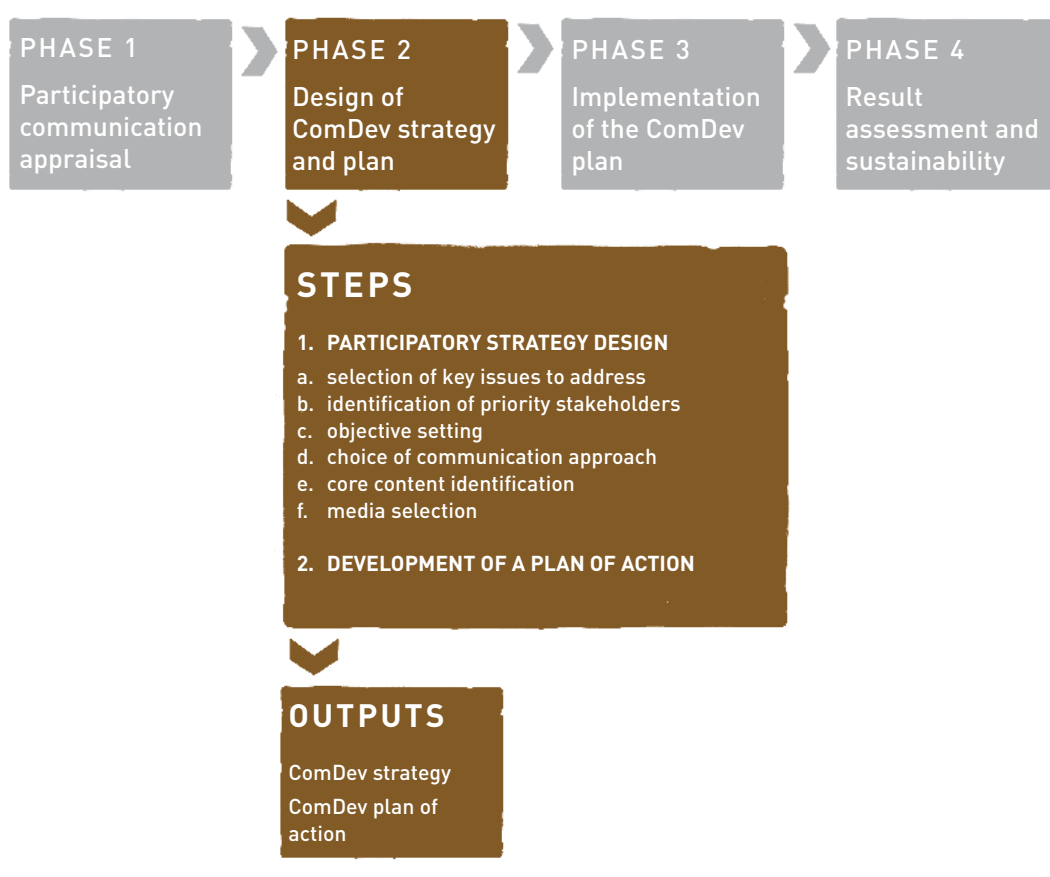 PHASE 1
Participatory
communication
appraisal
PHASE 2
Design of
ComDev strategy
and plan
PHASE 3
Implementation
of the ComDev
plan
PHASE 4
Result
assessment and
sustainability
STEPS
1. PARTICIPATORY STRATEGY DESIGN
a. selection of key issues to address
b. identification of priority stakeholders
c. objective setting
d. choice of communication approach
e. core content identification
f. media selection
2. DEVELOPMENT OF A PLAN OF ACTION
OUTPUTS
ComDev strategy
ComDev plan of
action